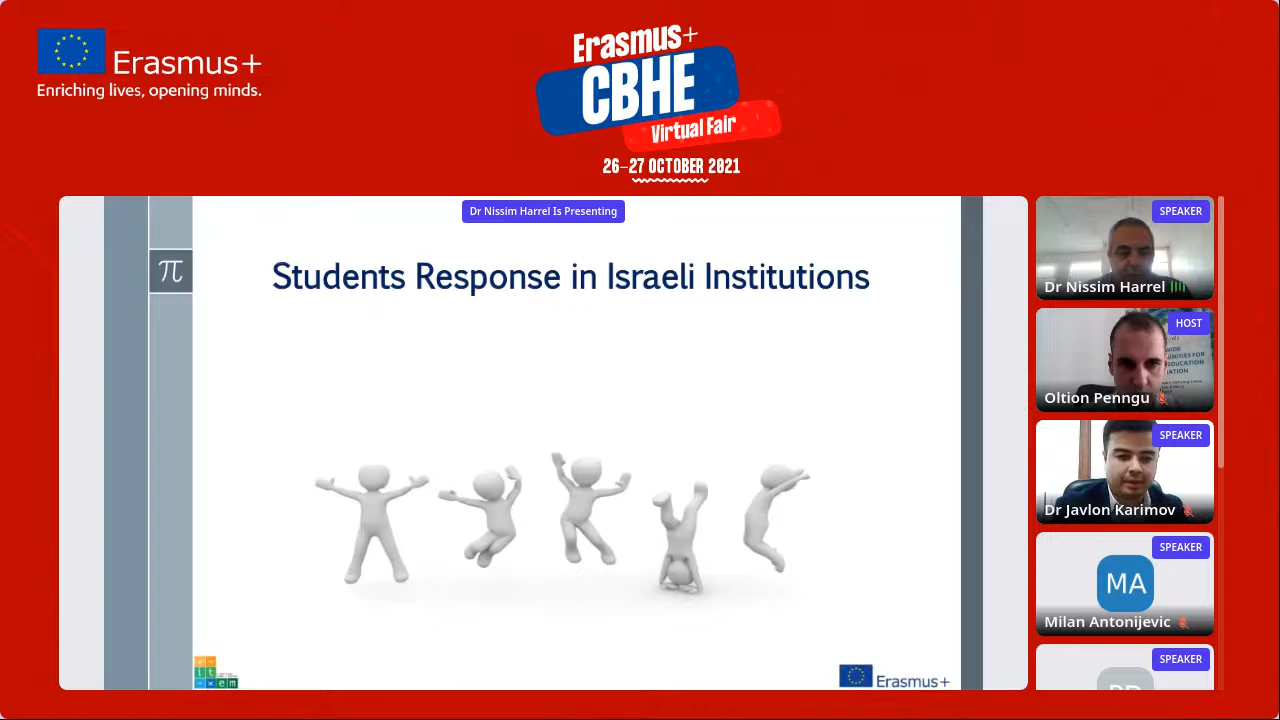 Erasmus+
Enriching lives, opening minds.
Erasmus+
CBHE
Virtual Fair
26–27 OCTOBER 2021
Dr Nissim Harrel Is Presenting
π
Students Response in Israeli Institutions
Erasmus+
SPEAKER
Dr Nissim Harrel
HOST
Oltion Penngu
SPEAKER
Dr Javlon Karimov
SPEAKER
MA
Milan Antonijevic
SPEAKER